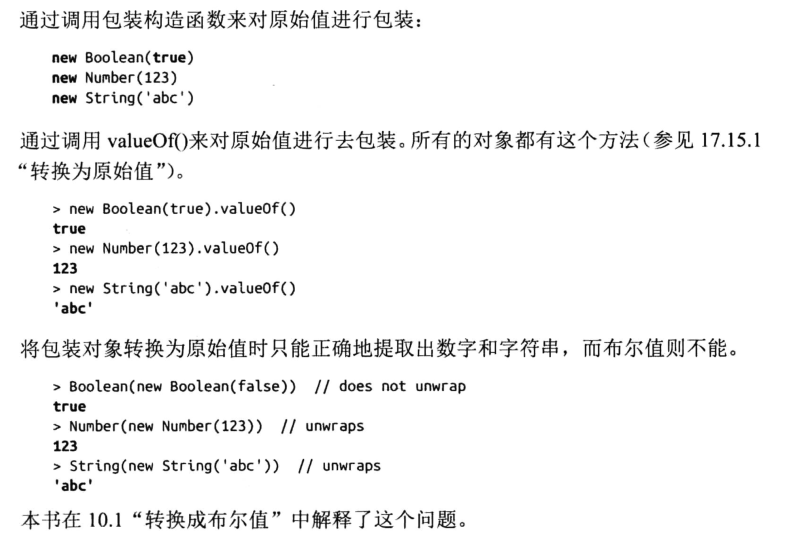 通过调用包装构造函数来对原始值进行包装：
new Boolean(true)
new Number(123)
new String('abc')
通过调用 valueOf()来对原始值进行去包装。所有的对象都有这个方法（参见 17.15.1
“转换为原始值”）。
> new Boolean(true).valueOf()
true
> new Number(123).valueOf()
123
> new String('abc').valueOf()
'abc'
将包装对象转换为原始值时只能正确地提取出数字和字符串，而布尔值则不能。
> Boolean(new Boolean(false))  // does not unwrap
true
> Number(new Number(123))  // unwraps
123
> String(new String('abc'))  // unwraps
'abc'
本书在 10.1“转换成布尔值”中解释了这个问题。